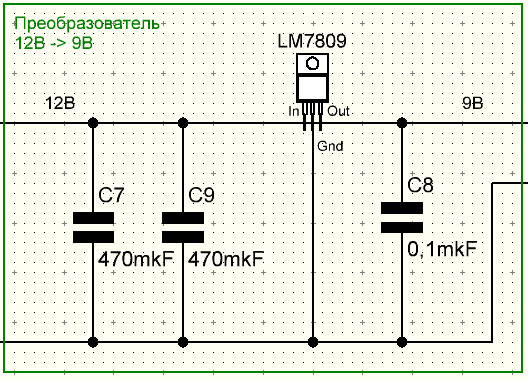 Преобразователь
12В -> 9В
LM7809
12В
In
Out
9В
Gnd
C7
C9
C8
470mkF
470mkF
0,1mkF